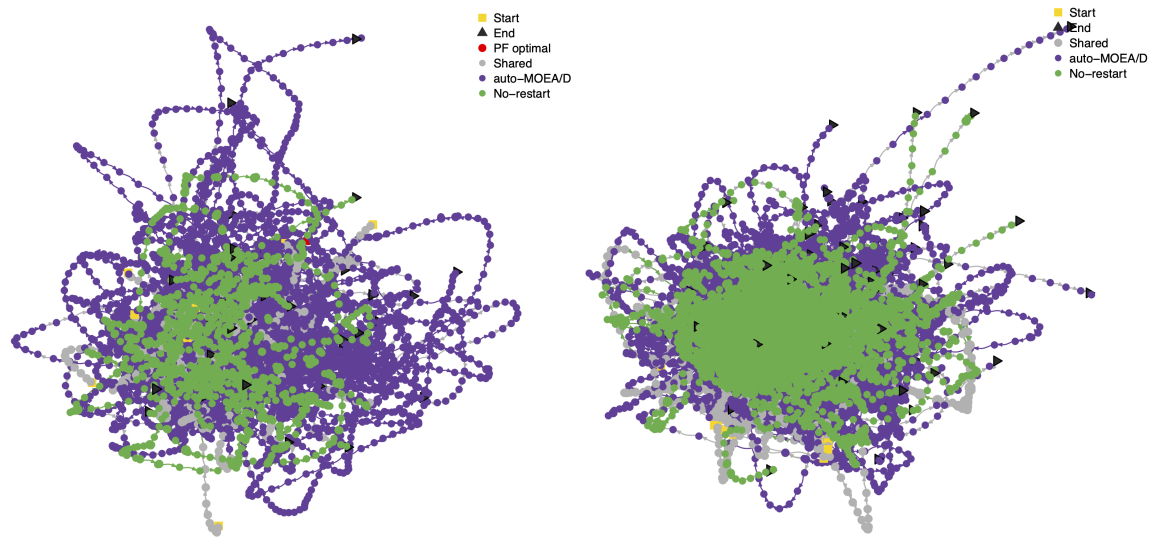 Start
End
PF optimal
Shared
auto−MOEA/D
No−restart
Start
End
Shared
auto−MOEA/D
No−restart